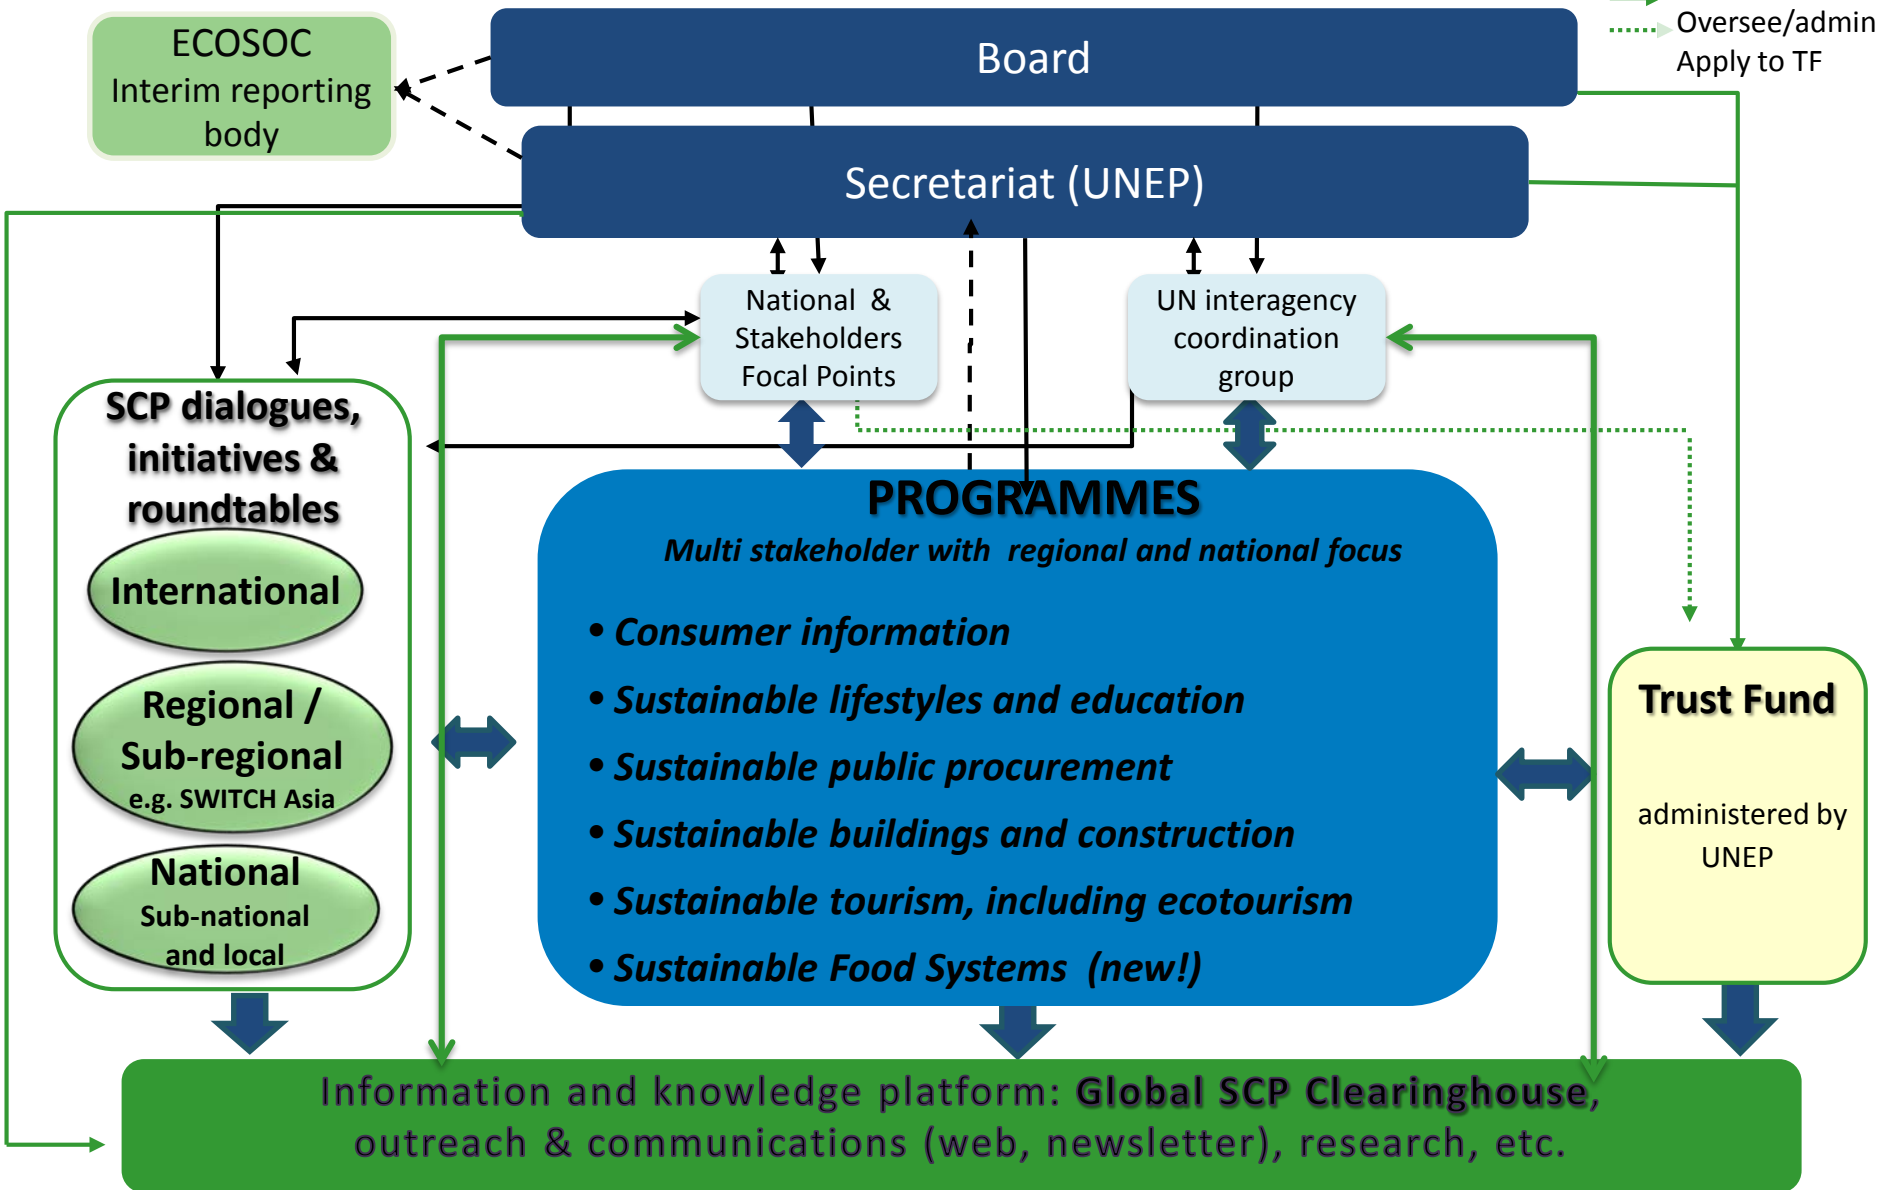 Oversee/admin
Apply to TF
ECOSOC
Interim reporting
body
Board
Secretariat (UNEP)
National  &
Stakeholders
Focal Points
UN interagency
coordination
group
SCP dialogues,
initiatives &
roundtables
International
Regional /
Sub-regional
e.g. SWITCH Asia
National
Sub-national
and local
PROGRAMMES
Multi stakeholder with  regional and national focus
• Consumer information
• Sustainable lifestyles and education
• Sustainable public procurement
• Sustainable buildings and construction
• Sustainable tourism, including ecotourism
• Sustainable Food Systems  (new!)
Trust Fund
administered by
UNEP
Information and knowledge platform: Global SCP Clearinghouse,
outreach & communications (web, newsletter), research, etc.